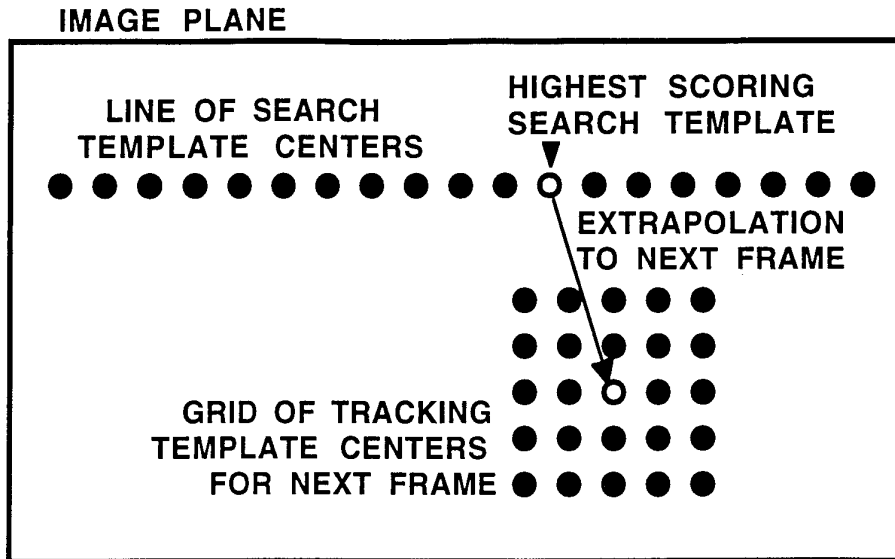 IMAGE PLANE
LINE OF SEARCH
TEMPLATE CENTERS
HIGHEST SCORING
SEARCH TEMPLATE
EXTRAPOLATION
TO NEXT FRAME
GRID OF TRACKING
TEMPLATE CENTERS
FOR NEXT FRAME